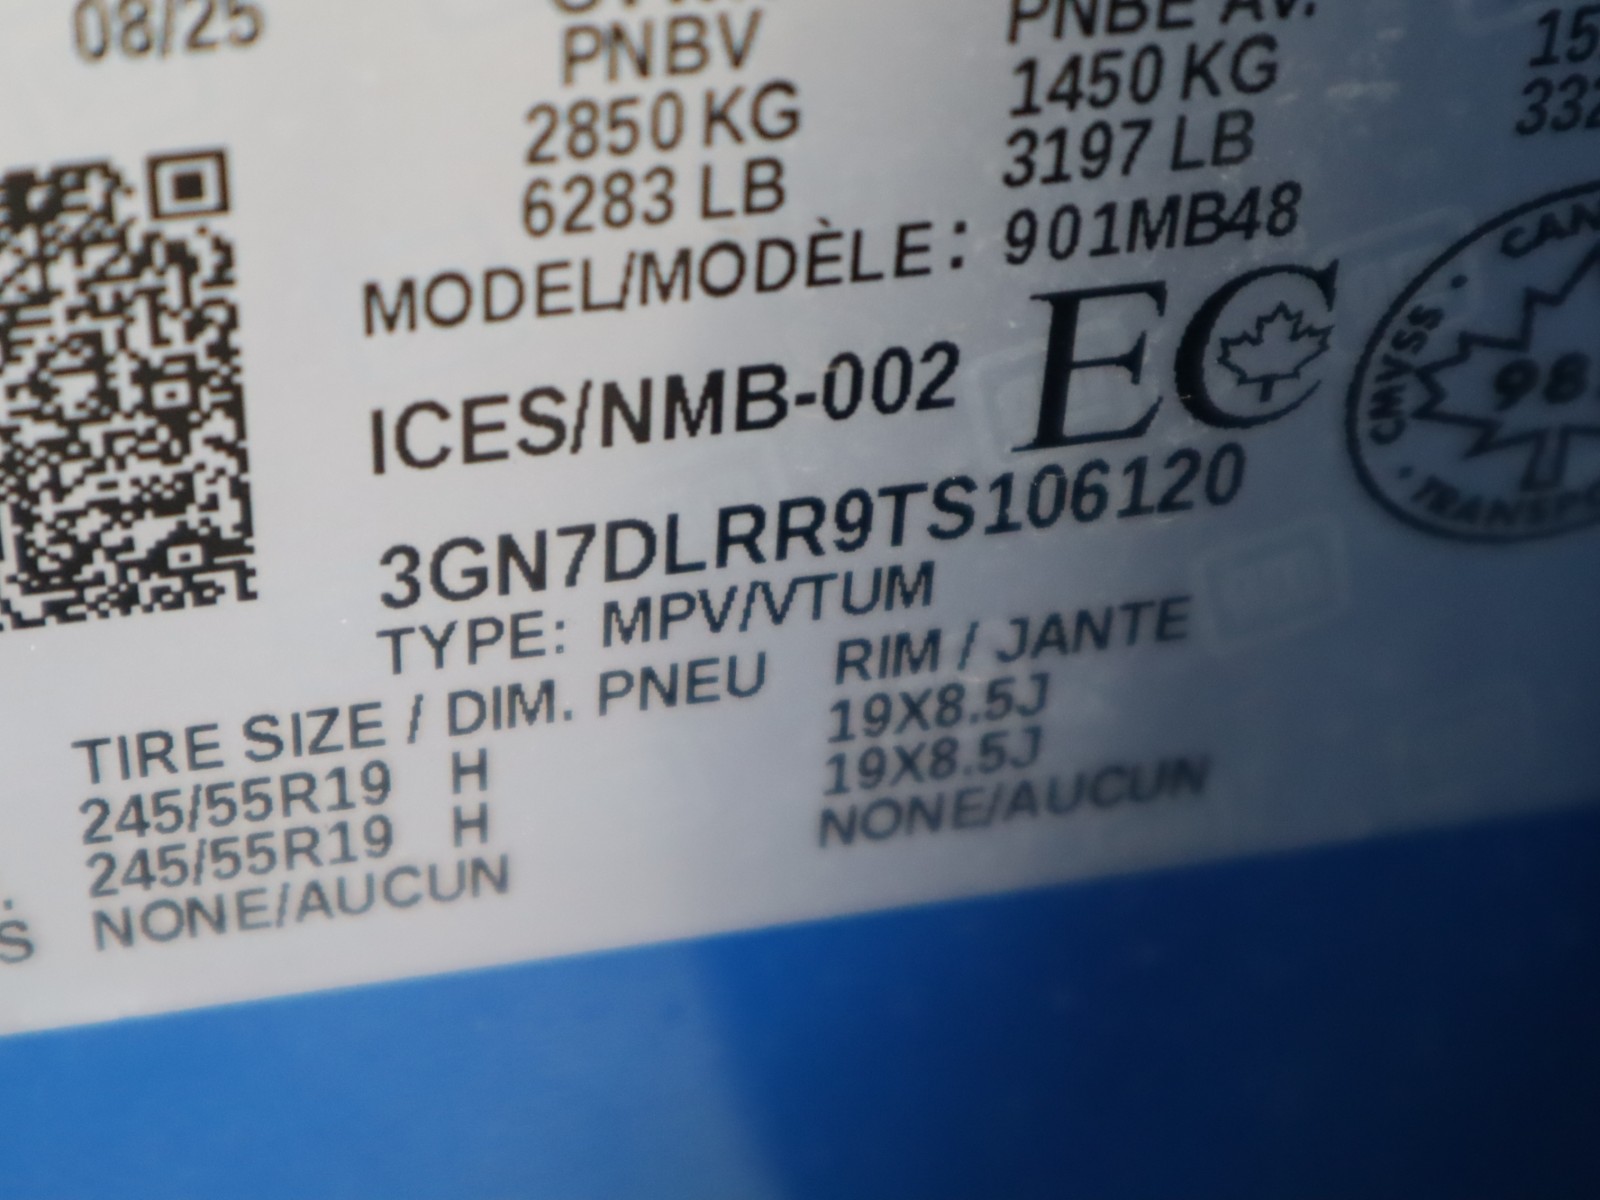 08/25
PNBV
PNBE AV.
2850 KG
1450 KG
6283 LB
3197 LB
MODEL/MODÈLE: 901MB48
ICES/NMB-002 EC
CMVSS
3GN7DLRR9TS106120
TYPE: MPV/VTUM
TIRE SIZE / DIM. PNEU RIM / JANTE
245/55R19 H 19X8.5J
245/55R19 H 19X8.5J
NONE/AUCUN NONE/AUCUN